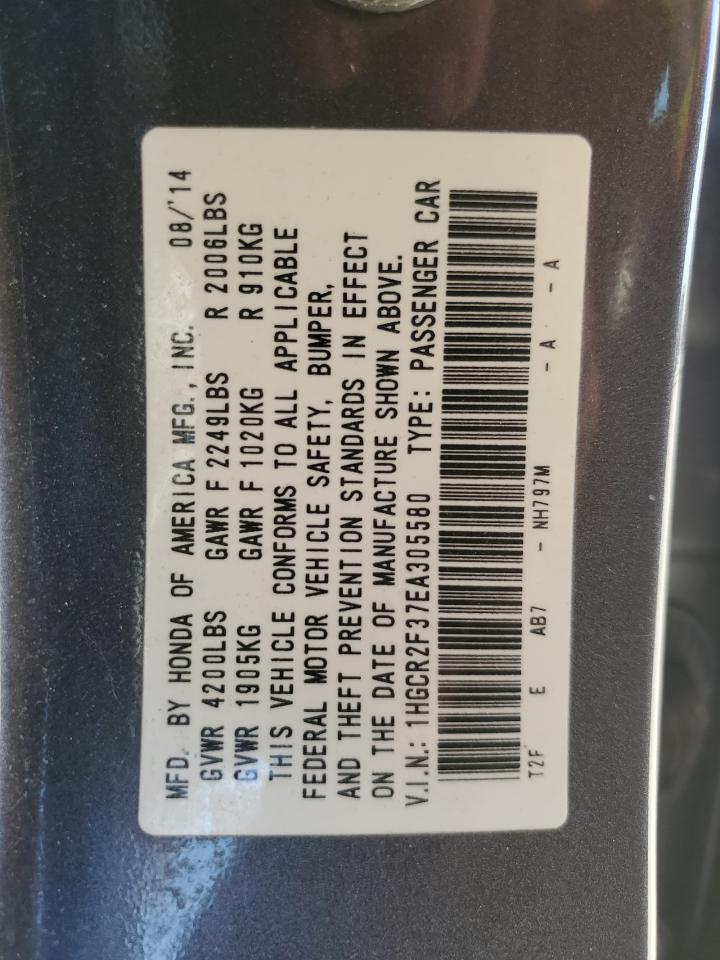 MFD. BY HONDA OF AMERICA MFG., INC. 08/'14
GVWR 4200LBS GAWR F 2249LBS R 2006LBS
GVWR 1905KG GAWR F 1020KG R 910KG
THIS VEHICLE CONFORMS TO ALL APPLICABLE
FEDERAL MOTOR VEHICLE SAFETY, BUMPER,
AND THEFT PREVENTION STANDARDS IN EFFECT
ON THE DATE OF MANUFACTURE SHOWN ABOVE.
V.I.N.: 1HGCR2F37EA305580 TYPE: PASSENGER CAR
T2F E AB7 - NH797M - A - A